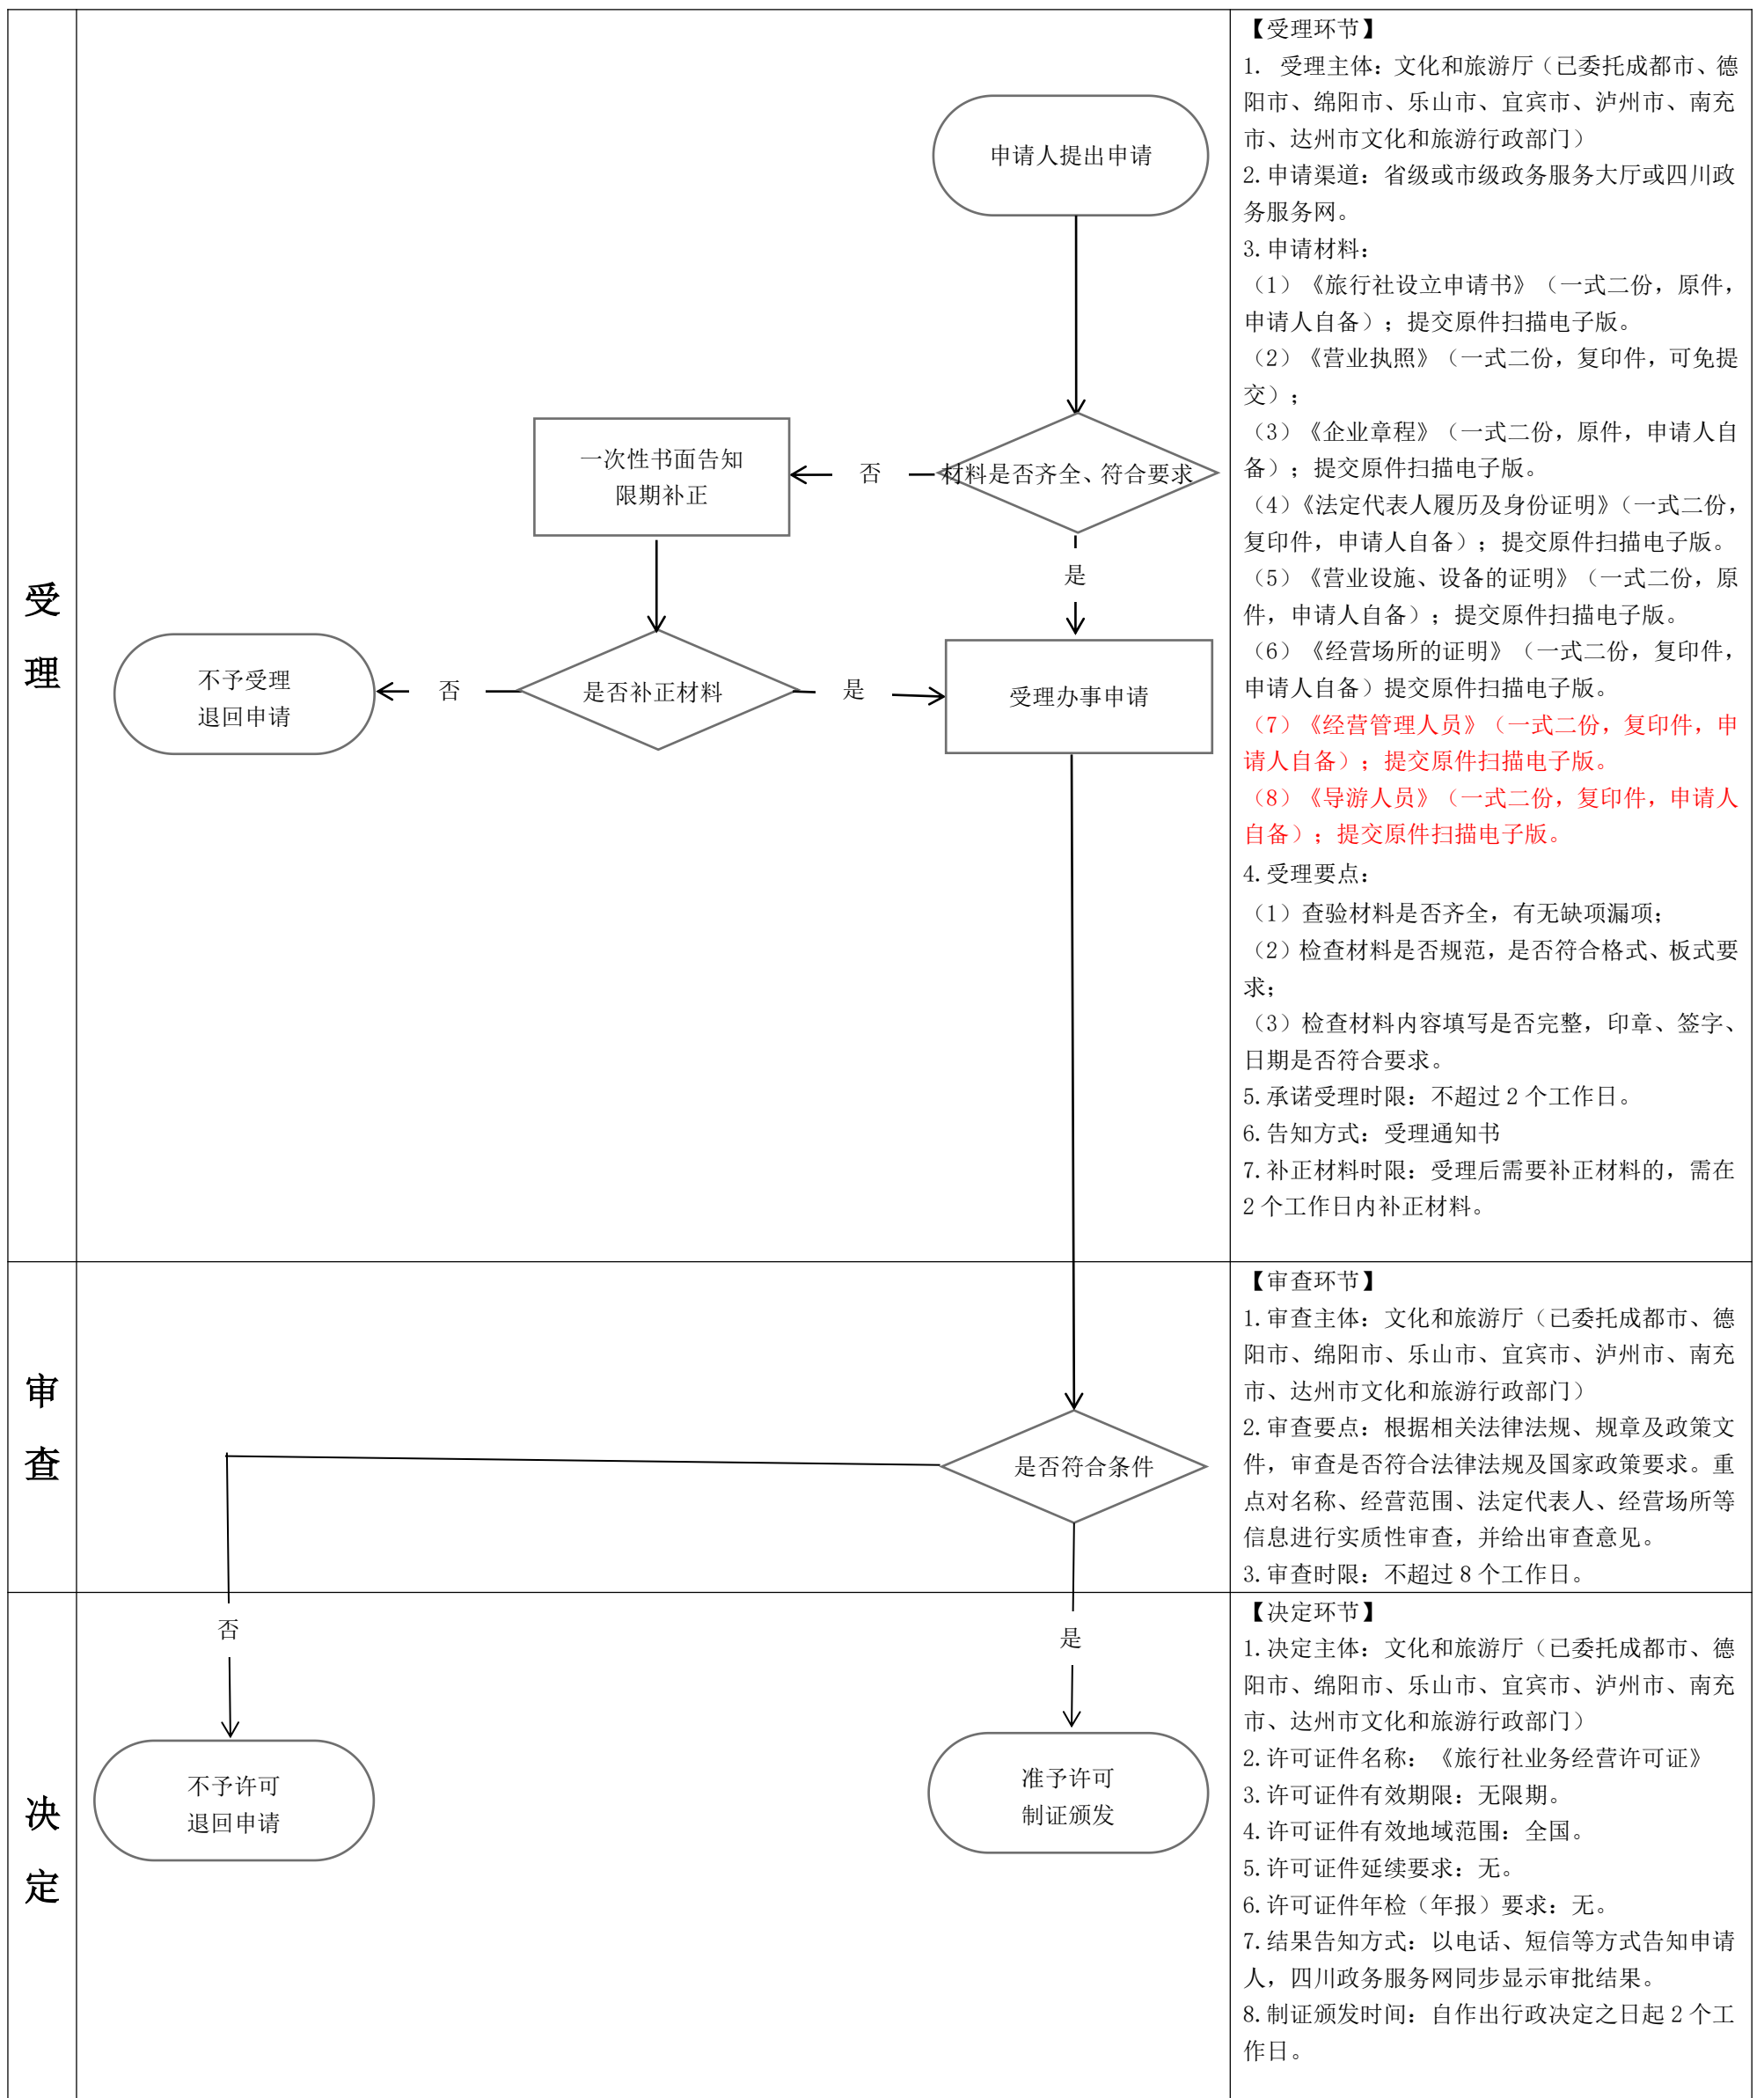 受
理
申请人提出申请
材料是否齐全、符合要求
否
一次性书面告知
限期补正
是
是否补正材料
否
不予受理
退回申请
是
受理办事申请
【受理环节】
1. 受理主体：文化和旅游厅（已委托成都市、德
阳市、绵阳市、乐山市、宜宾市、泸州市、南充
市、达州市文化和旅游行政部门）
2.申请渠道：省级或市级政务服务大厅或四川政
务服务网。
3.申请材料：
（1）《旅行社设立申请书》（一式二份，原件，
申请人自备）；提交原件扫描电子版。
（2）《营业执照》（一式二份，复印件，可免提
交）；
（3）《企业章程》（一式二份，原件，申请人自
备）；提交原件扫描电子版。
（4）《法定代表人履历及身份证明》（一式二份，
复印件，申请人自备）；提交原件扫描电子版。
（5）《营业设施、设备的证明》（一式二份，原
件，申请人自备）；提交原件扫描电子版。
（6）《经营场所的证明》（一式二份，复印件，
申请人自备）提交原件扫描电子版。
（7）《经营管理人员》（一式二份，复印件，申
请人自备）；提交原件扫描电子版。
（8）《导游人员》（一式二份，复印件，申请人
自备）；提交原件扫描电子版。
4.受理要点：
（1）查验材料是否齐全，有无缺项漏项；
（2）检查材料是否规范，是否符合格式、板式要
求；
（3）检查材料内容填写是否完整，印章、签字、
日期是否符合要求。
5.承诺受理时限：不超过2个工作日。
6.告知方式：受理通知书
7.补正材料时限：受理后需要补正材料的，需在
2个工作日内补正材料。
审
查
是否符合条件
【审查环节】
1.审查主体：文化和旅游厅（已委托成都市、德
阳市、绵阳市、乐山市、宜宾市、泸州市、南充
市、达州市文化和旅游行政部门）
2.审查要点：根据相关法律法规、规章及政策文
件，审查是否符合法律法规及国家政策要求。重
点对名称、经营范围、法定代表人、经营场所等
信息进行实质性审查，并给出审查意见。
3.审查时限：不超过8个工作日。
决
定
否
是
不予许可
退回申请
准予许可
制证颁发
【决定环节】
1.决定主体：文化和旅游厅（已委托成都市、德
阳市、绵阳市、乐山市、宜宾市、泸州市、南充
市、达州市文化和旅游行政部门）
2.许可证件名称：《旅行社业务经营许可证》
3.许可证件有效期限：无限期。
4.许可证件有效地域范围：全国。
5.许可证件延续要求：无。
6.许可证件年检（年报）要求：无。
7.结果告知方式：以电话、短信等方式告知申请
人，四川政务服务网同步显示审批结果。
8.制证颁发时间：自作出行政决定之日起2个工
作日。